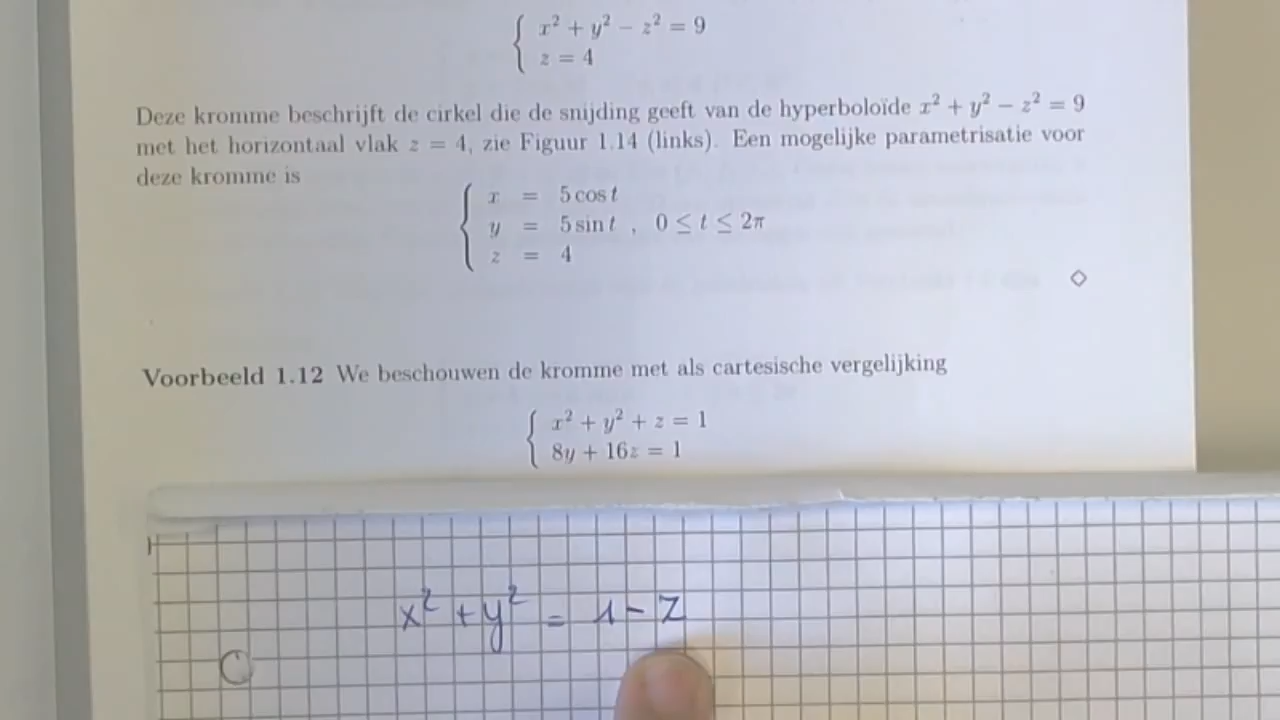 x² + y² − z² = 9
z = 4
Deze kromme beschrijft de cirkel die de snijding geeft van de hyperboloïde x² + y² − z² = 9
met het horizontaal vlak z = 4, zie Figuur 1.14 (links). Een mogelijke parametrisatie voor
deze kromme is
x = 5 cos t
y = 5 sin t , 0 ≤ t ≤ 2π
z = 4
◇
Voorbeeld 1.12 We beschouwen de kromme met als cartesische vergelijking
x² + y² + z = 1
8y + 16z = 1
x² + y² = 1 − z